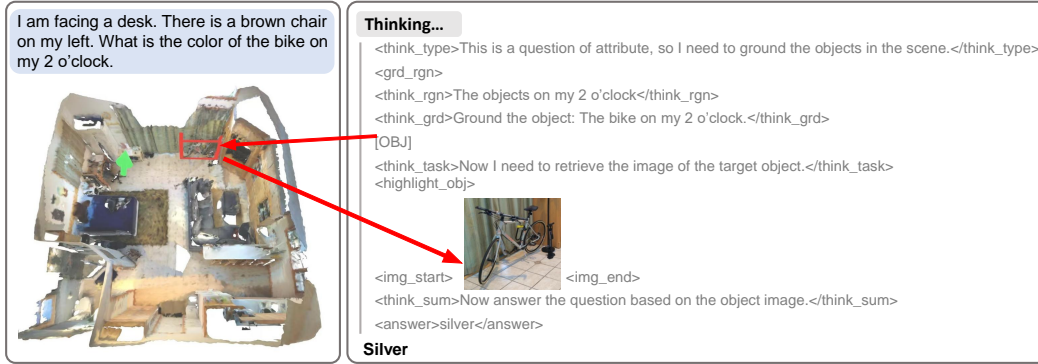 I am facing a desk. There is a brown chair
on my left. What is the color of the bike on
my 2 o'clock.
Thinking...
<think_type>This is a question of attribute, so I need to ground the objects in the scene.</think_type>
<grd_rgn>
<think_rgn>The objects on my 2 o'clock</think_rgn>
<think_grd>Ground the object: The bike on my 2 o'clock.</think_grd>
[OBJ]
<think_task>Now I need to retrieve the image of the target object.</think_task>
<highlight_obj>
<img_start> <img_end>
<think_sum>Now answer the question based on the object image.</think_sum>
<answer>silver</answer>
Silver